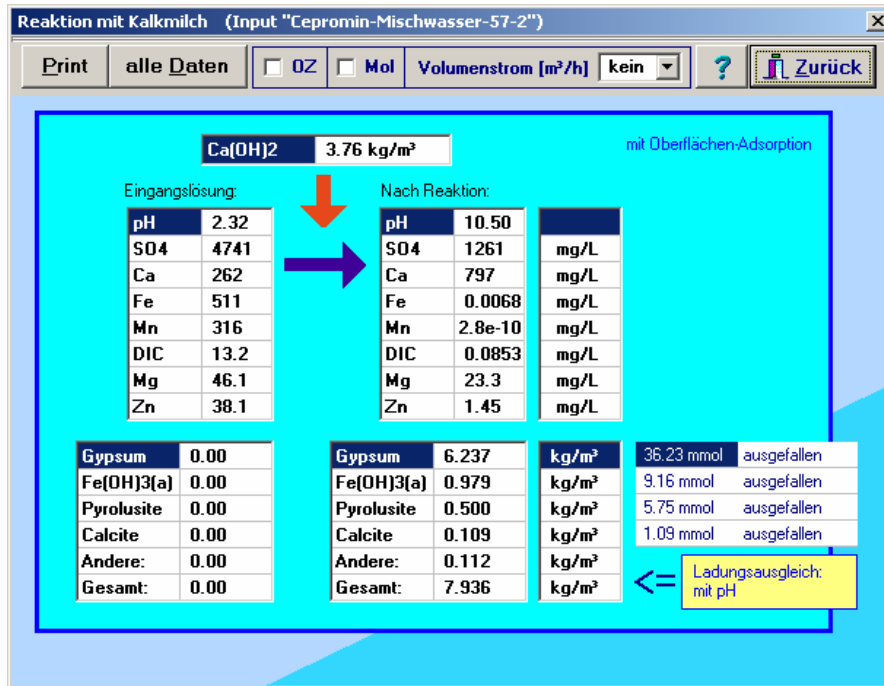 Reaktion mit Kalkmilch (Input "Cepromin-Mischwasser-57-2")
Print alle Daten OZ Mol Volumenstrom [m³/h] kein ? Zurück
Ca(OH)2 3.76 kg/m³ mit Oberflächen-Adsorption
Eingangslösung: Nach Reaktion:
pH 2.32 pH 10.50
SO4 4741 SO4 1261 mg/L
Ca 262 Ca 797 mg/L
Fe 511 Fe 0.0068 mg/L
Mn 316 Mn 2.8e-10 mg/L
DIC 13.2 DIC 0.0853 mg/L
Mg 46.1 Mg 23.3 mg/L
Zn 38.1 Zn 1.45 mg/L
Gypsum 0.00 Gypsum 6.237 kg/m³ 36.23 mmol ausgefallen
Fe(OH)3(a) 0.00 Fe(OH)3(a) 0.979 kg/m³ 9.16 mmol ausgefallen
Pyrolusite 0.00 Pyrolusite 0.500 kg/m³ 5.75 mmol ausgefallen
Calcite 0.00 Calcite 0.109 kg/m³ 1.09 mmol ausgefallen
Andere: 0.00 Andere: 0.112 kg/m³
Gesamt: 0.00 Gesamt: 7.936 kg/m³
<= Ladungsausgleich:
mit pH